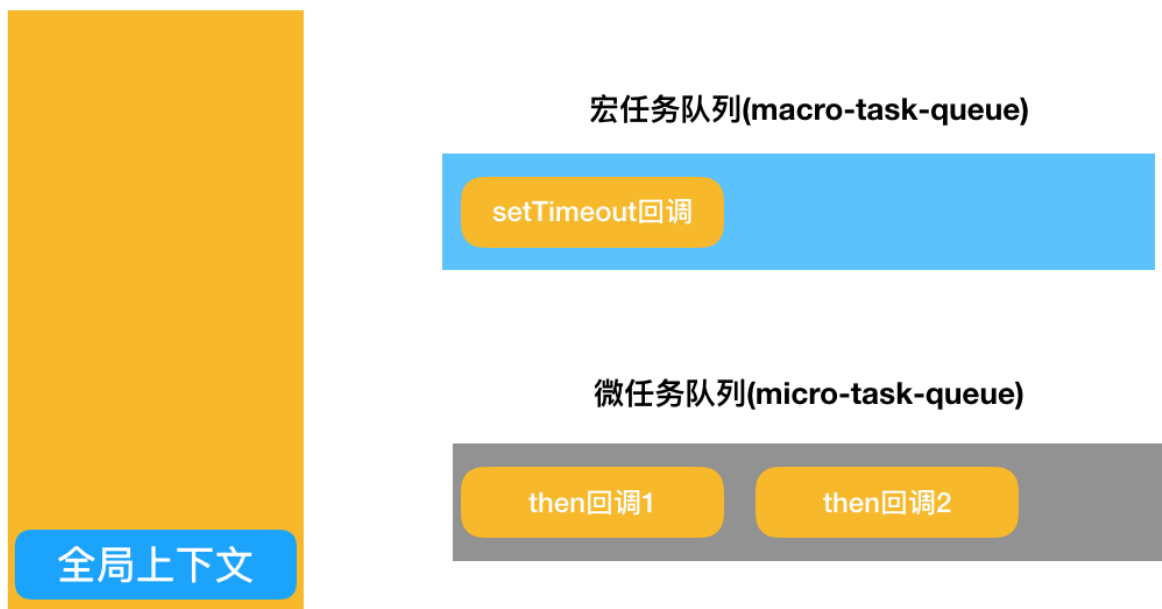 宏任务队列(macro-task-queue)
setTimeout回调
微任务队列(micro-task-queue)
then回调1
then回调2
全局上下文